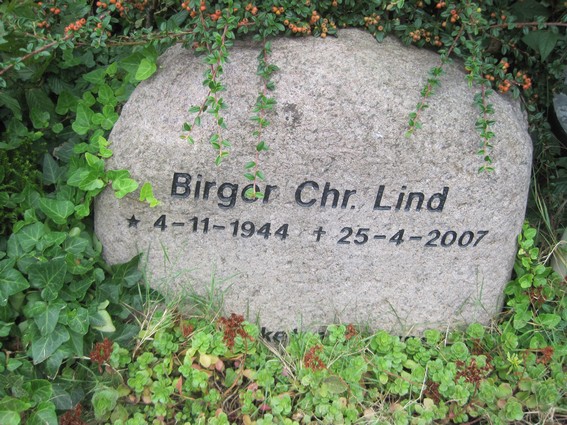 Birger Chr. Lind
★ 4-11-1944 † 25-4-2007